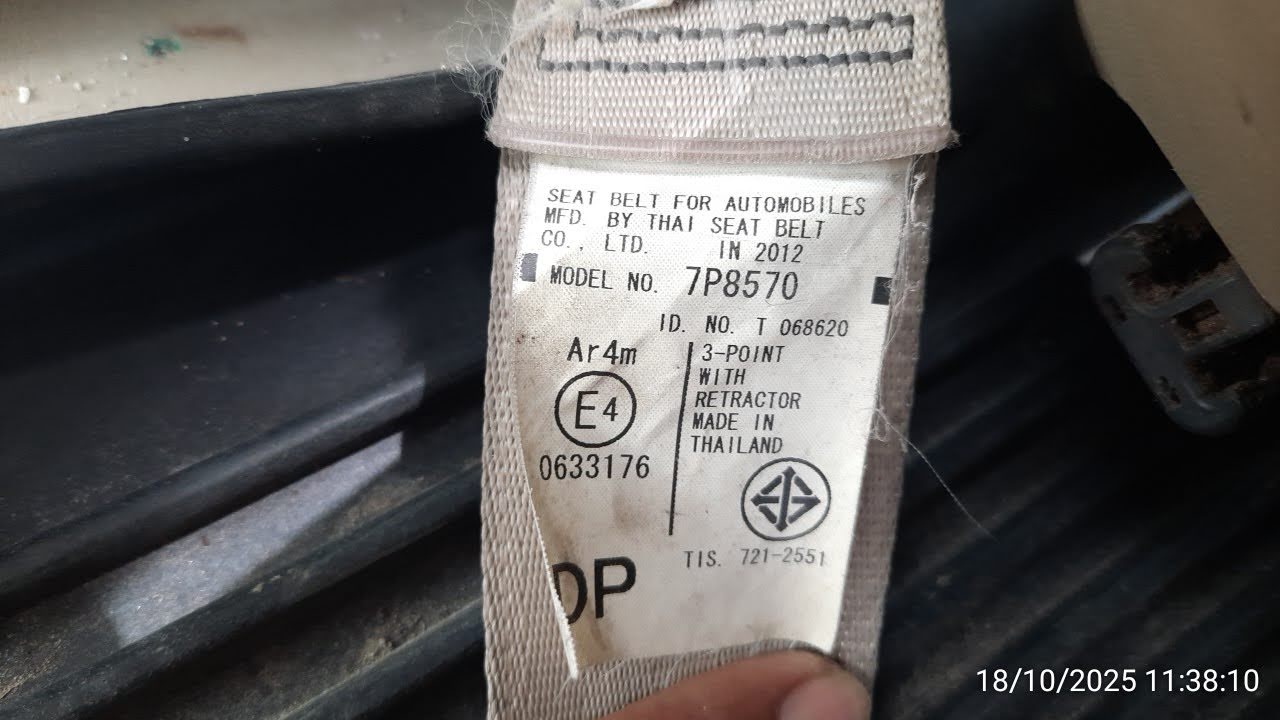 SEAT BELT FOR AUTOMOBILES
MFD. BY THAI SEAT BELT
CO., LTD. IN 2012
MODEL NO. 7P8570
ID. NO. T 068620
Ar4m
E4
0633176
3-POINT
WITH
RETRACTOR
MADE IN
THAILAND
TIS. 721-2551
DP
18/10/2025 11:38:10